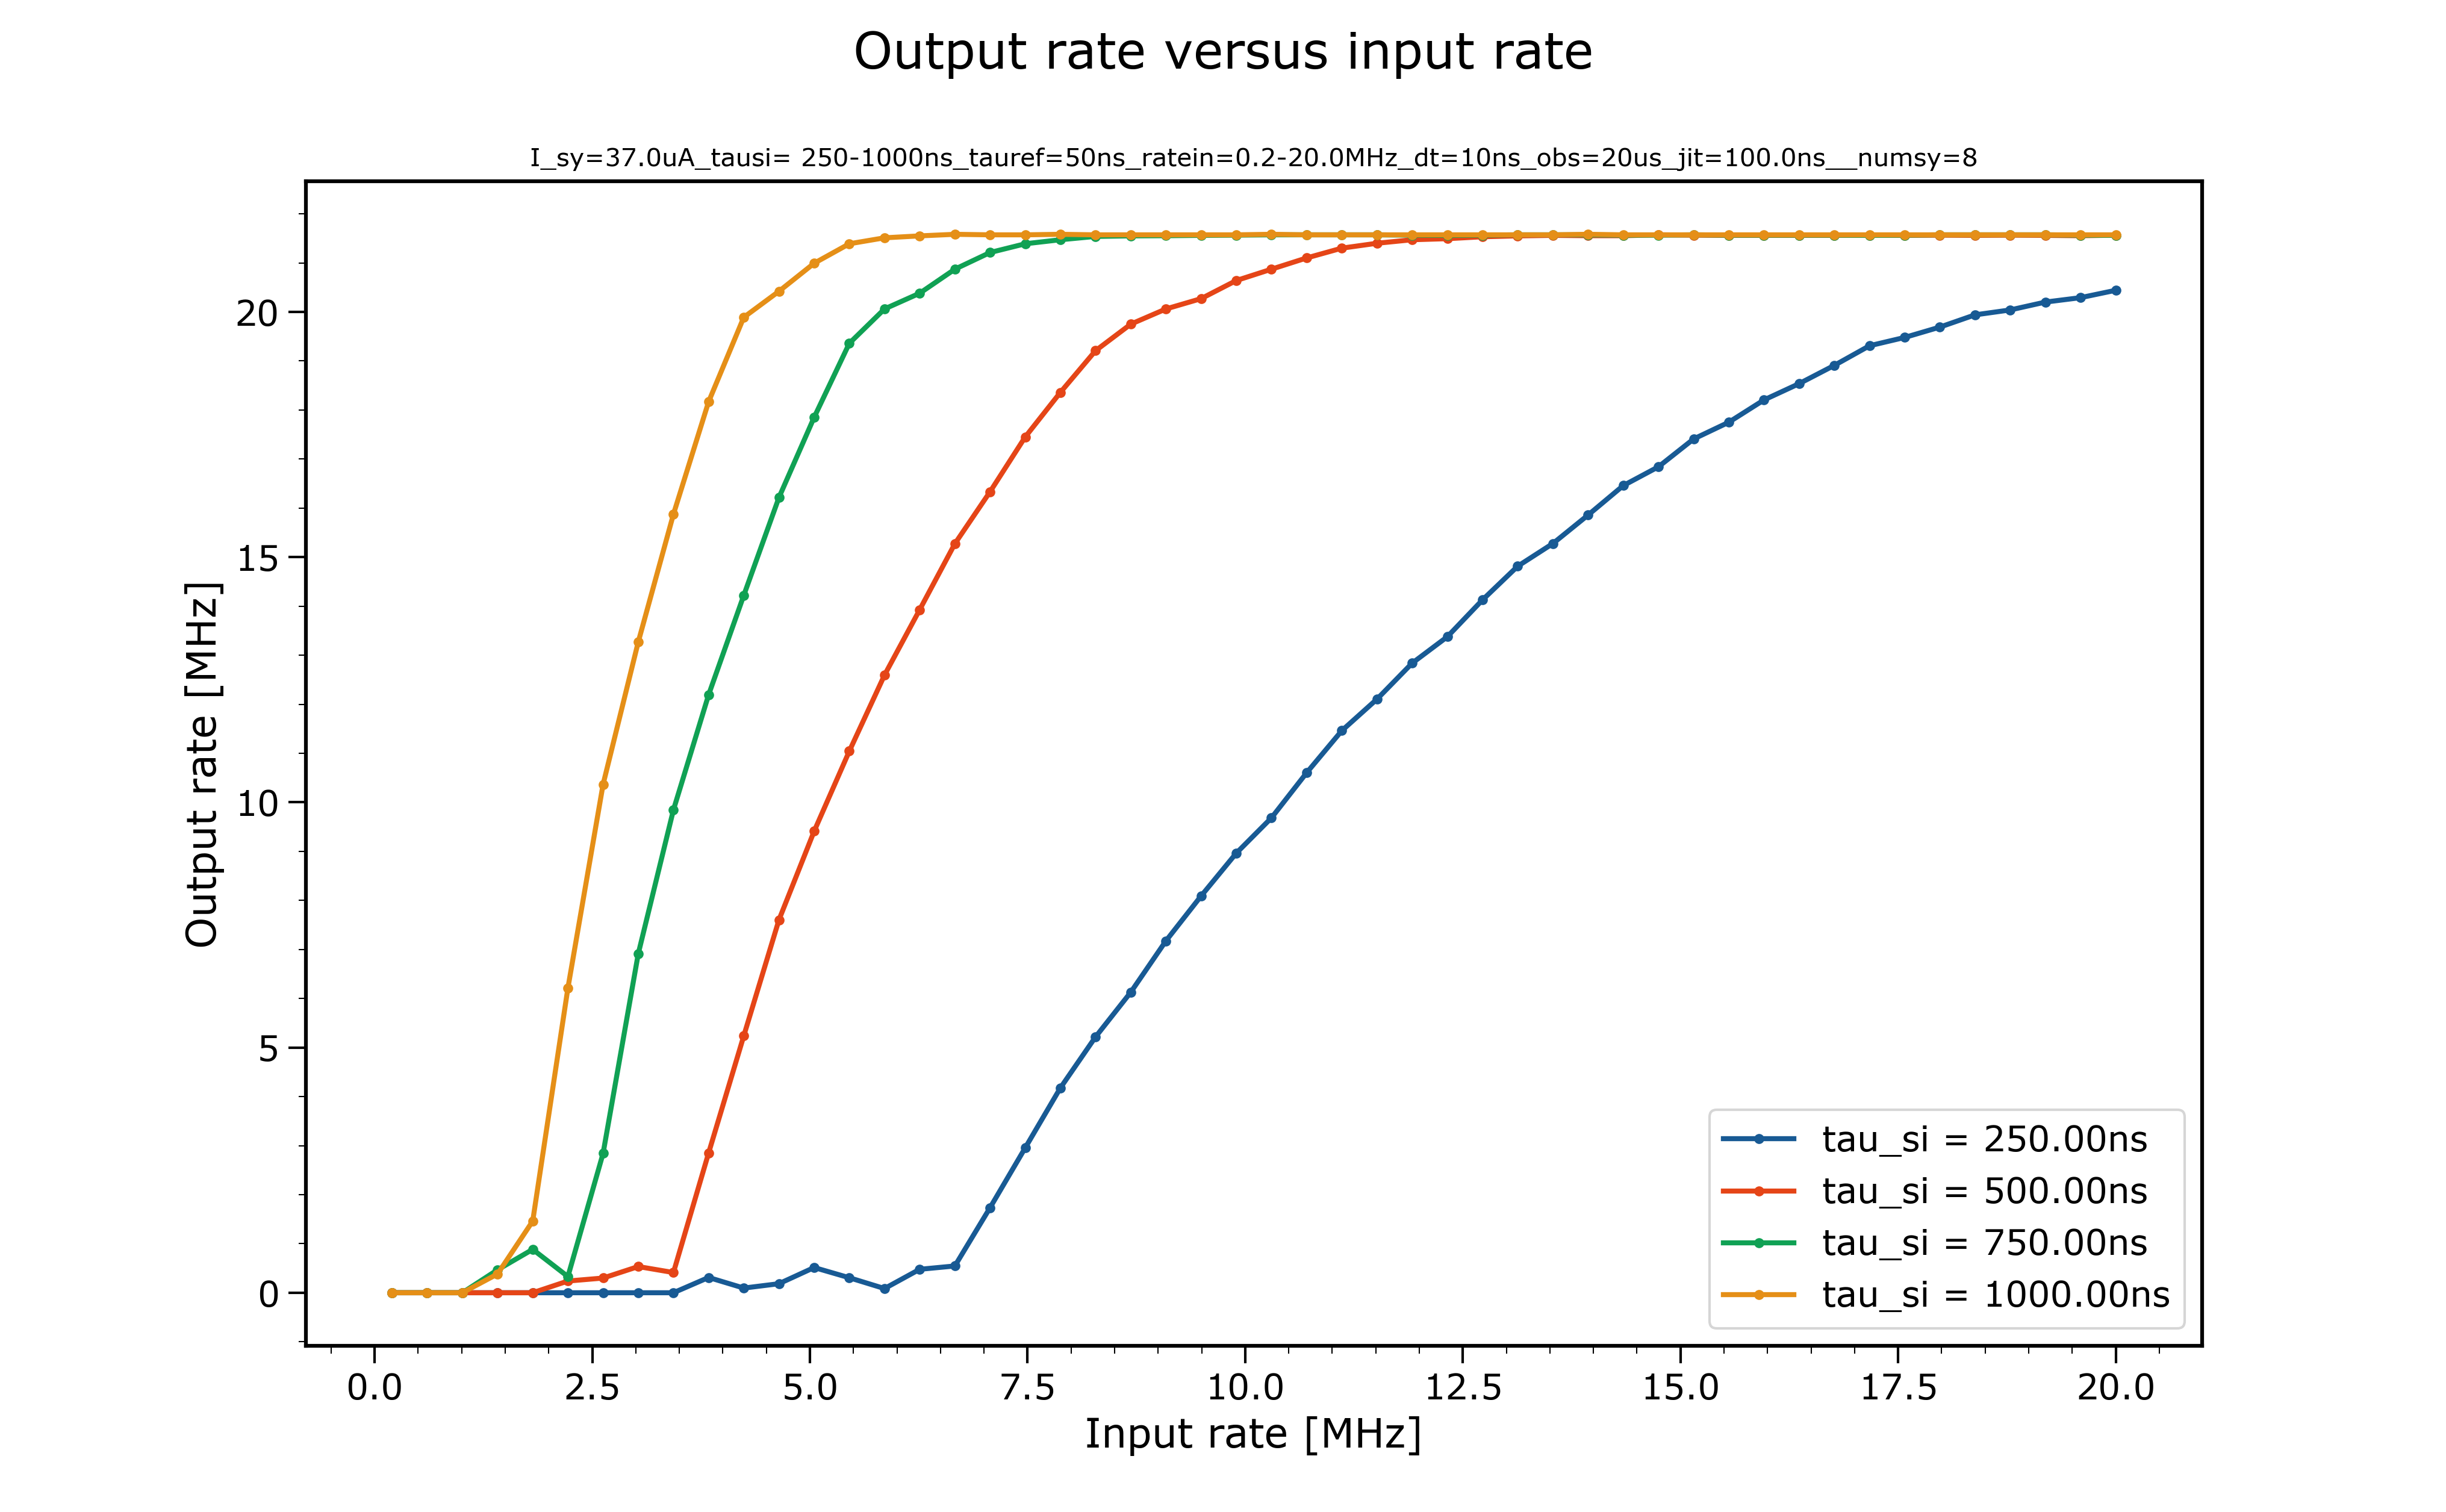 Output rate versus input rate
I_sy=37.0uA_tausi= 250-1000ns_tauref=50ns_ratein=0.2-20.0MHz_dt=10ns_obs=20us_jit=100.0ns__numsy=8
Output rate [MHz]
20
15
10
5
0
0.0 2.5 5.0 7.5 10.0 12.5 15.0 17.5 20.0
Input rate [MHz]
tau_si = 250.00ns
tau_si = 500.00ns
tau_si = 750.00ns
tau_si = 1000.00ns